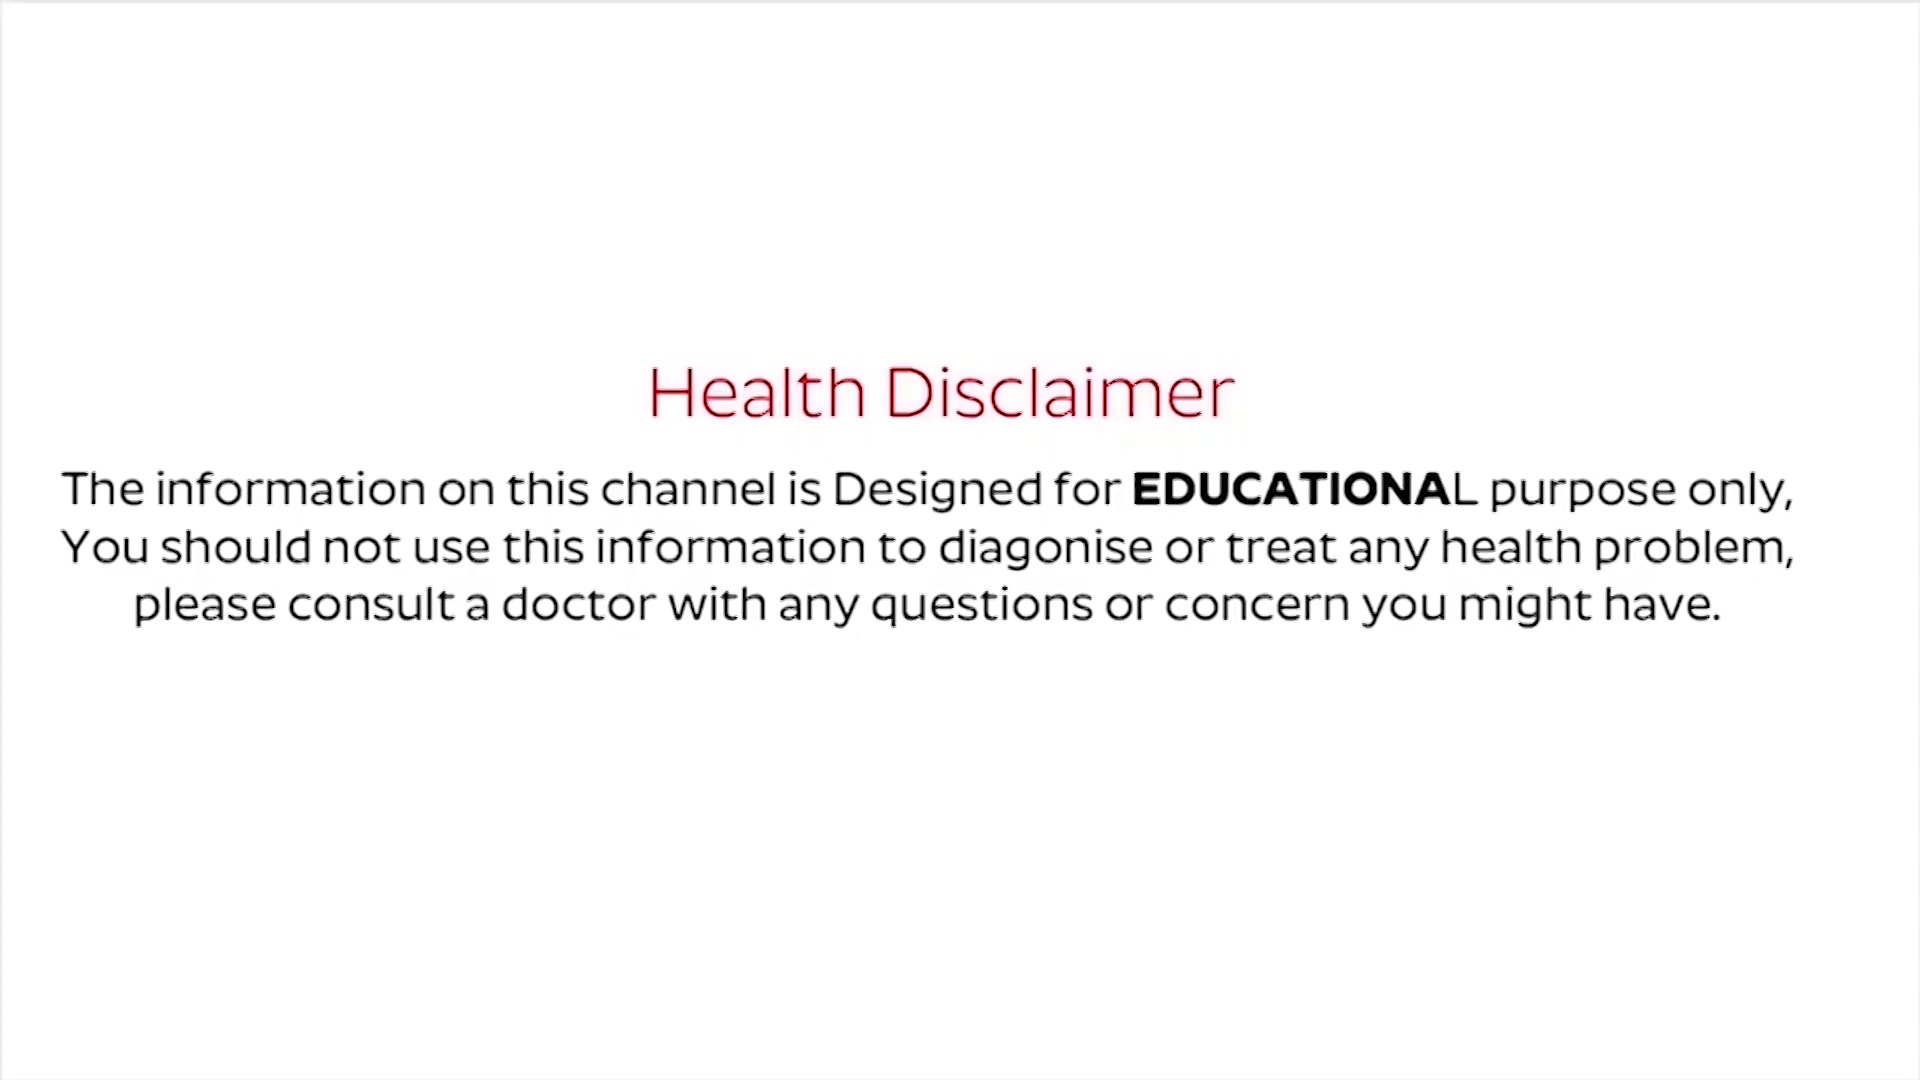 Health Disclaimer
The information on this channel is Designed for EDUCATIONAL purpose only,
You should not use this information to diagonise or treat any health problem,
please consult a doctor with any questions or concern you might have.